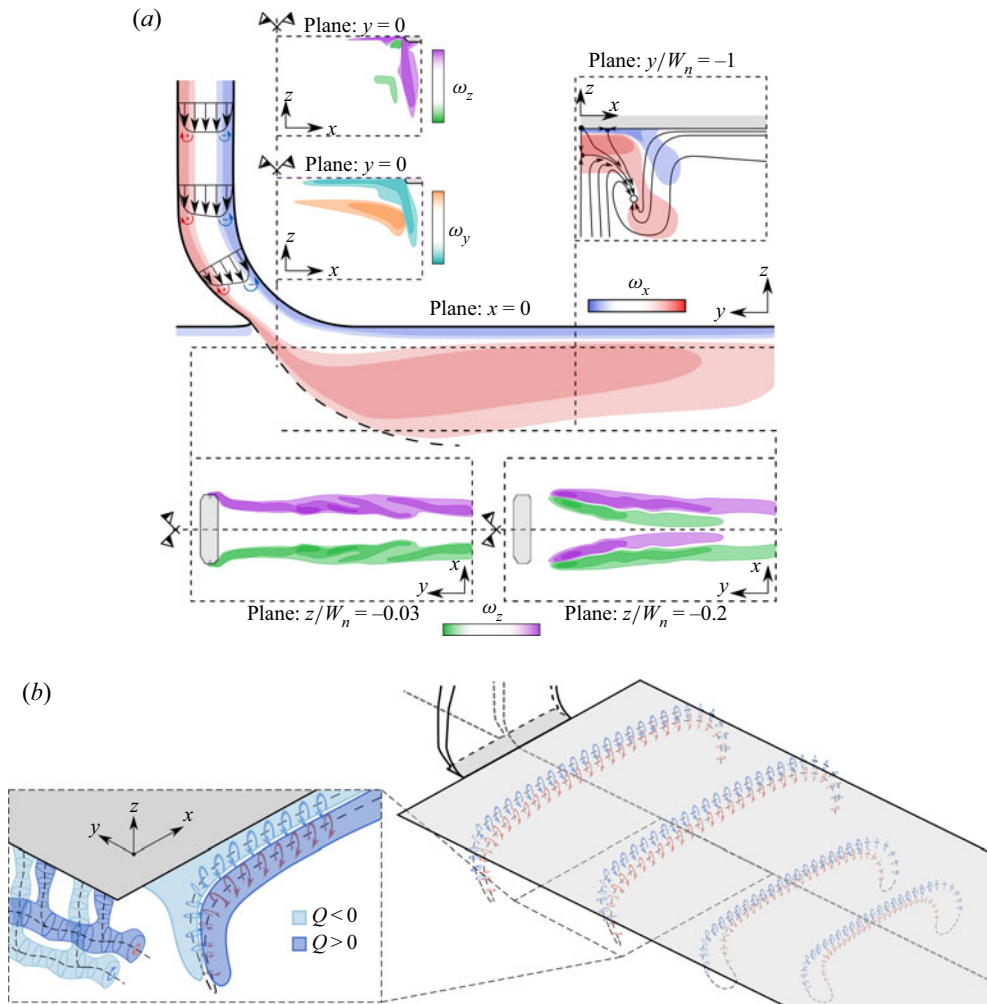 (a)
Plane: y = 0
z
x
ω_z
Plane: y = 0
z
x
ω_y
Plane: y/W_n = –1
z
x
ω_x
z
y
Plane: x = 0
x
y
x
y
Plane: z/W_n = –0.03
ω_z
Plane: z/W_n = –0.2
(b)
z
y
x
Q < 0
Q > 0